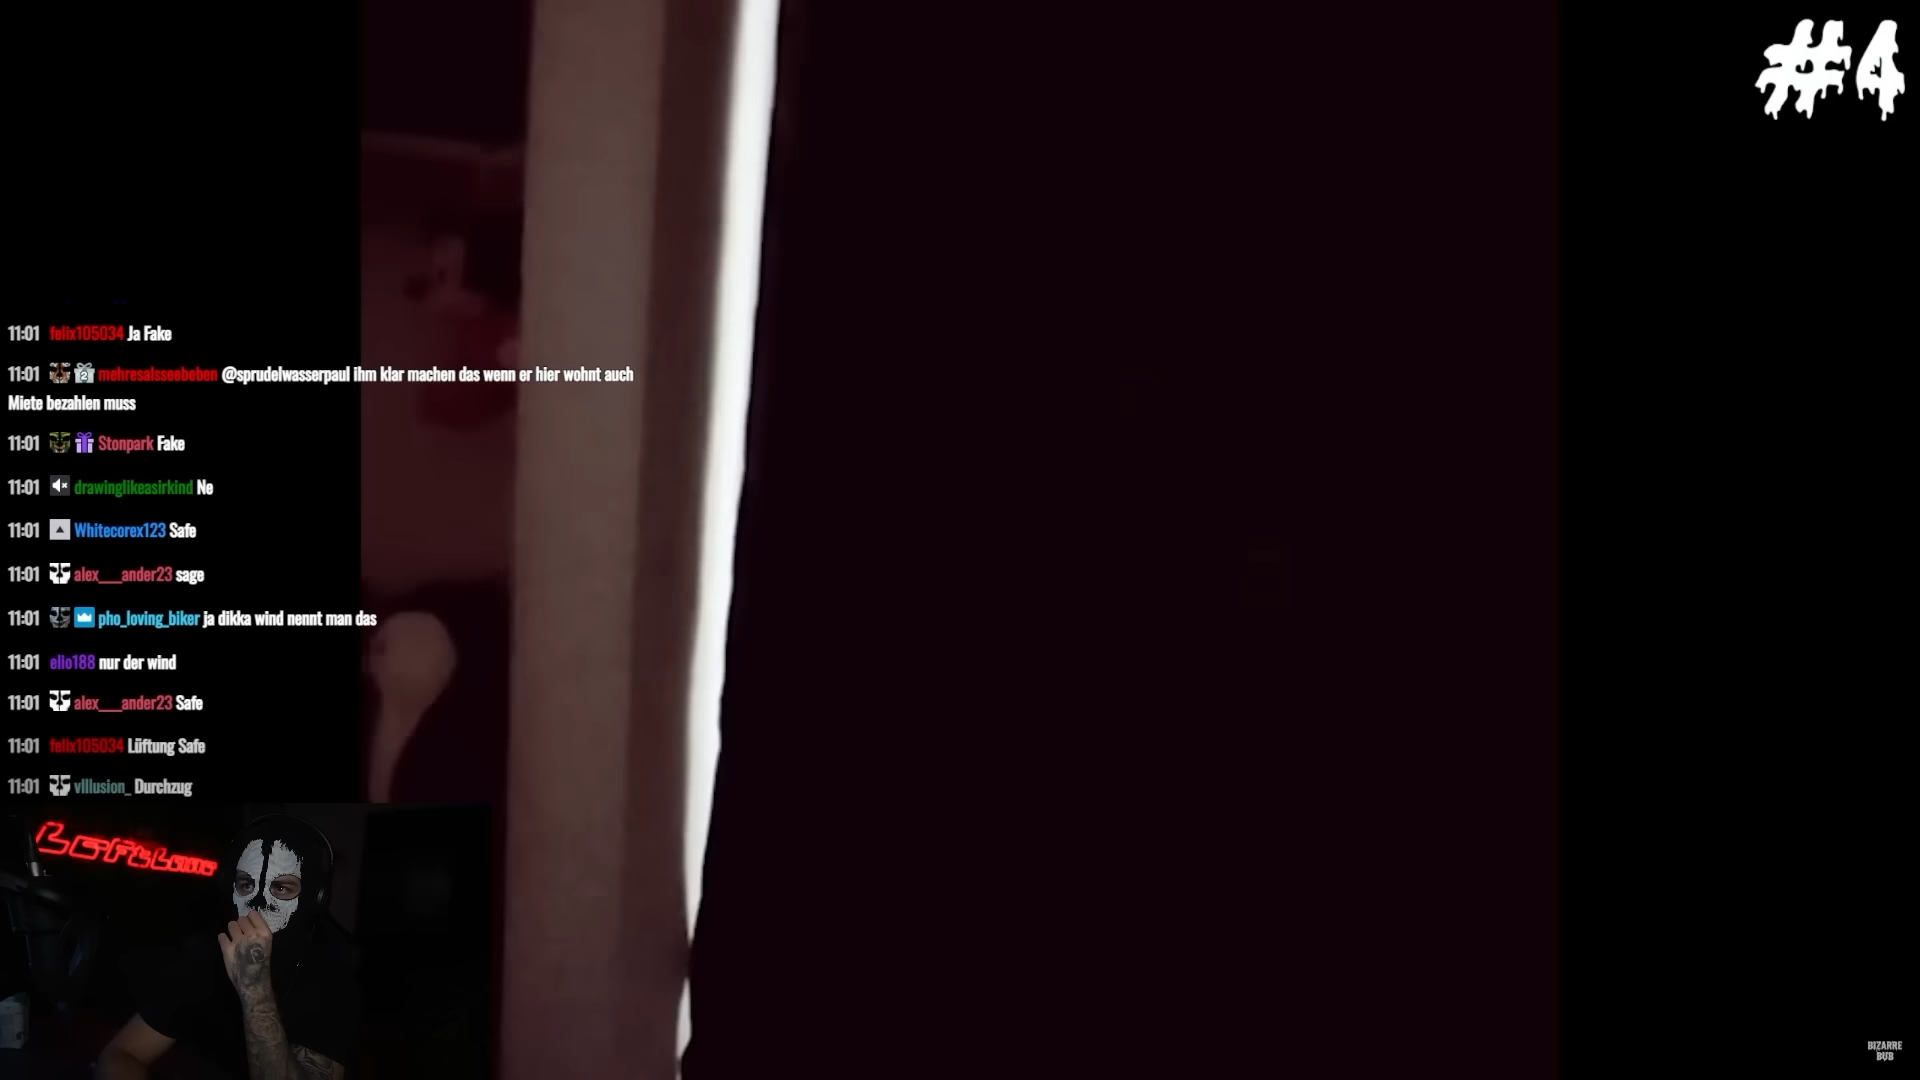 #4
11:01 felix105034 Ja Fake
11:01 2 mehresalsseebeben @sprudelwasserpaul ihm klar machen das wenn er hier wohnt auch
Miete bezahlen muss
11:01 Stonpark Fake
11:01 drawinglikeasirkind Ne
11:01 Whitecorex123 Safe
11:01 alex___ander23 sage
11:01 pho_loving_biker ja dikka wind nennt man das
11:01 elio188 nur der wind
11:01 alex___ander23 Safe
11:01 felix105034 Lüftung Safe
11:01 vIllusion_ Durchzug
BIZARRE
BUB